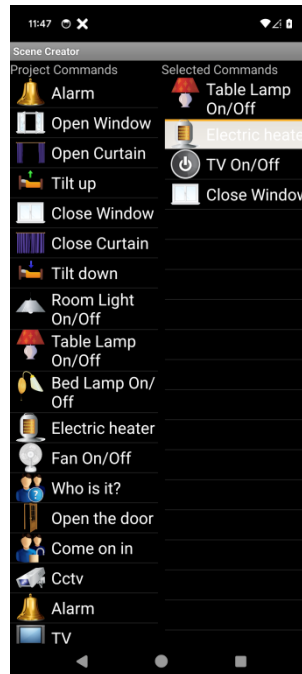 11:47
Scene Creator
Project Commands
Alarm
Open Window
Open Curtain
Tilt up
Close Window
Close Curtain
Tilt down
Room Light
On/Off
Table Lamp
On/Off
Bed Lamp On/
Off
Electric heater
Fan On/Off
Who is it?
Open the door
Come on in
Cctv
Alarm
TV
Selected Commands
Table Lamp
On/Off
Electric heate
TV On/Off
Close Window